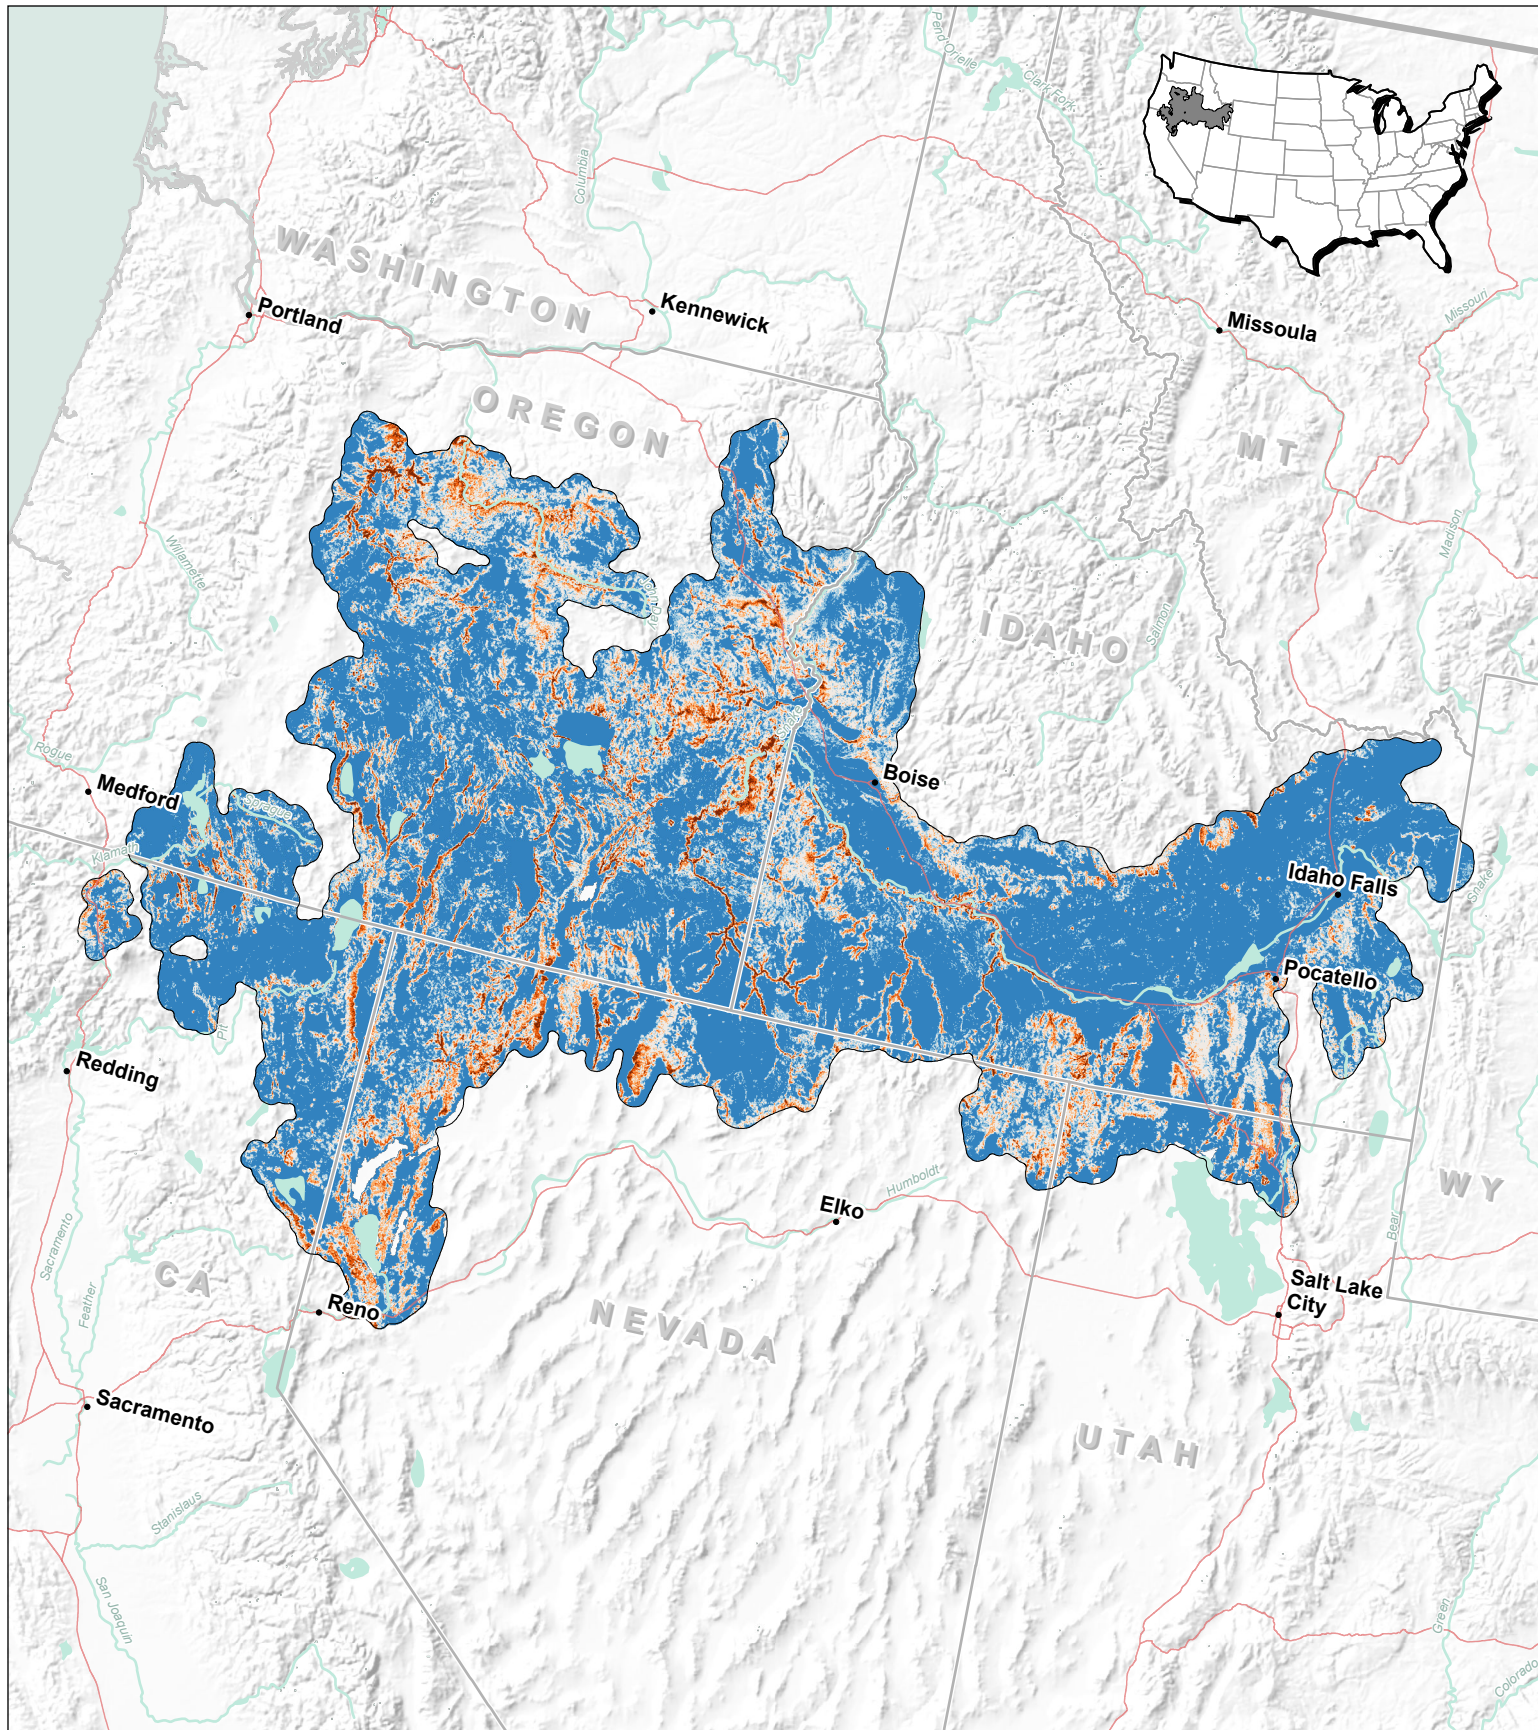 Pend Orielle
Clark Fork
Columbia
WASHINGTON
Portland
Kennewick
Missouri
Missoula
OREGON
MT
Madison
Willamette
IDAHO
Salmon
Rogue
Medford
Sprague
Boise
Klamath
Idaho Falls
Snake
Pocatello
Pit
Redding
WY
Humboldt
Elko
Bear
Sacramento
CA
Feather
Reno
NEVADA
Salt Lake
City
Sacramento
UTAH
Stanislaus
San Joaquin
Green
Colorado